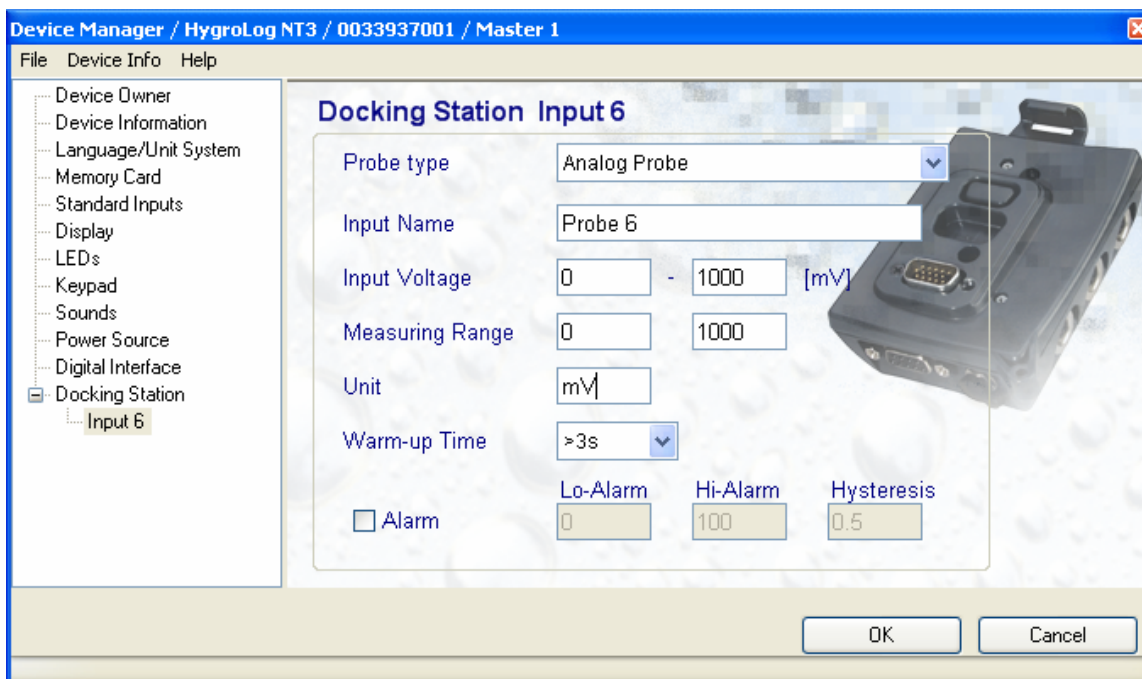 Device Manager / HygroLog NT3 / 0033937001 / Master 1
File Device Info Help
Device Owner
Device Information
Language/Unit System
Memory Card
Standard Inputs
Display
LEDs
Keypad
Sounds
Power Source
Digital Interface
Docking Station
Input 6
Docking Station Input 6
Probe type Analog Probe
Input Name Probe 6
Input Voltage 0 - 1000 [mV]
Measuring Range 0 1000
Unit mV
Warm-up Time >3s
Lo-Alarm Hi-Alarm Hysteresis
Alarm 0 100 0.5
OK Cancel